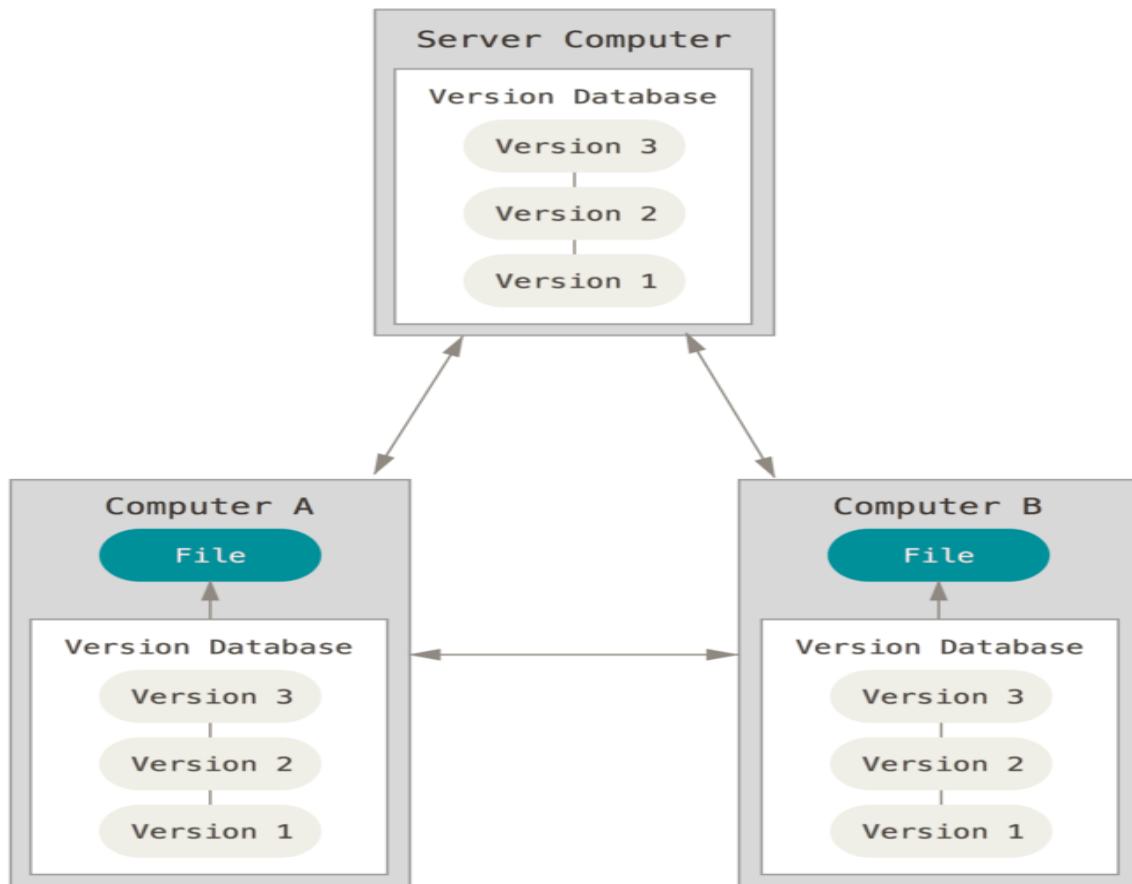 Server Computer
Version Database
Version 3
Version 2
Version 1
Computer A
File
Version Database
Version 3
Version 2
Version 1
Computer B
File
Version Database
Version 3
Version 2
Version 1